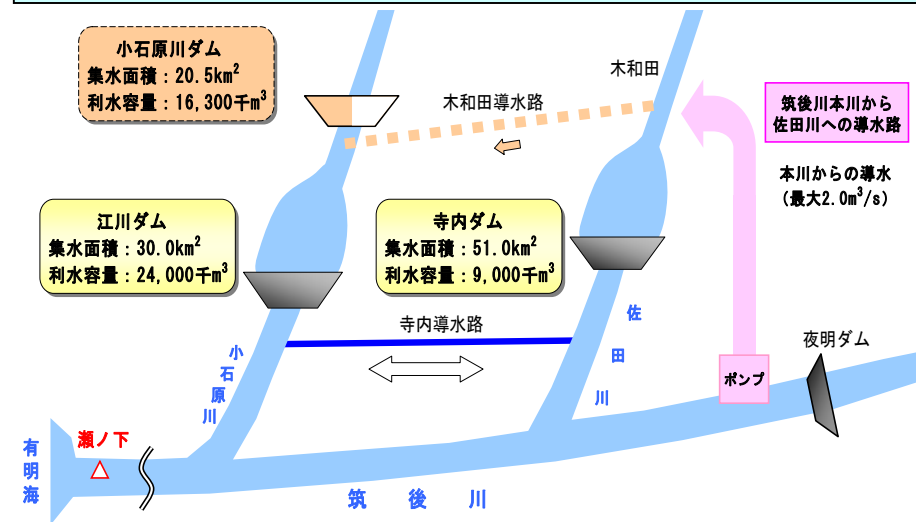 小石原川ダム
集水面積：20.5km²
利水容量：16,300千m³
木和田
木和田導水路
筑後川本川から
佐田川への導水路
本川からの導水
（最大2.0m³/s）
江川ダム
集水面積：30.0km²
利水容量：24,000千m³
寺内ダム
集水面積：51.0km²
利水容量：9,000千m³
寺内導水路
小石原川
佐田川
夜明ダム
ポンプ
瀬ノ下
有明海
筑後川